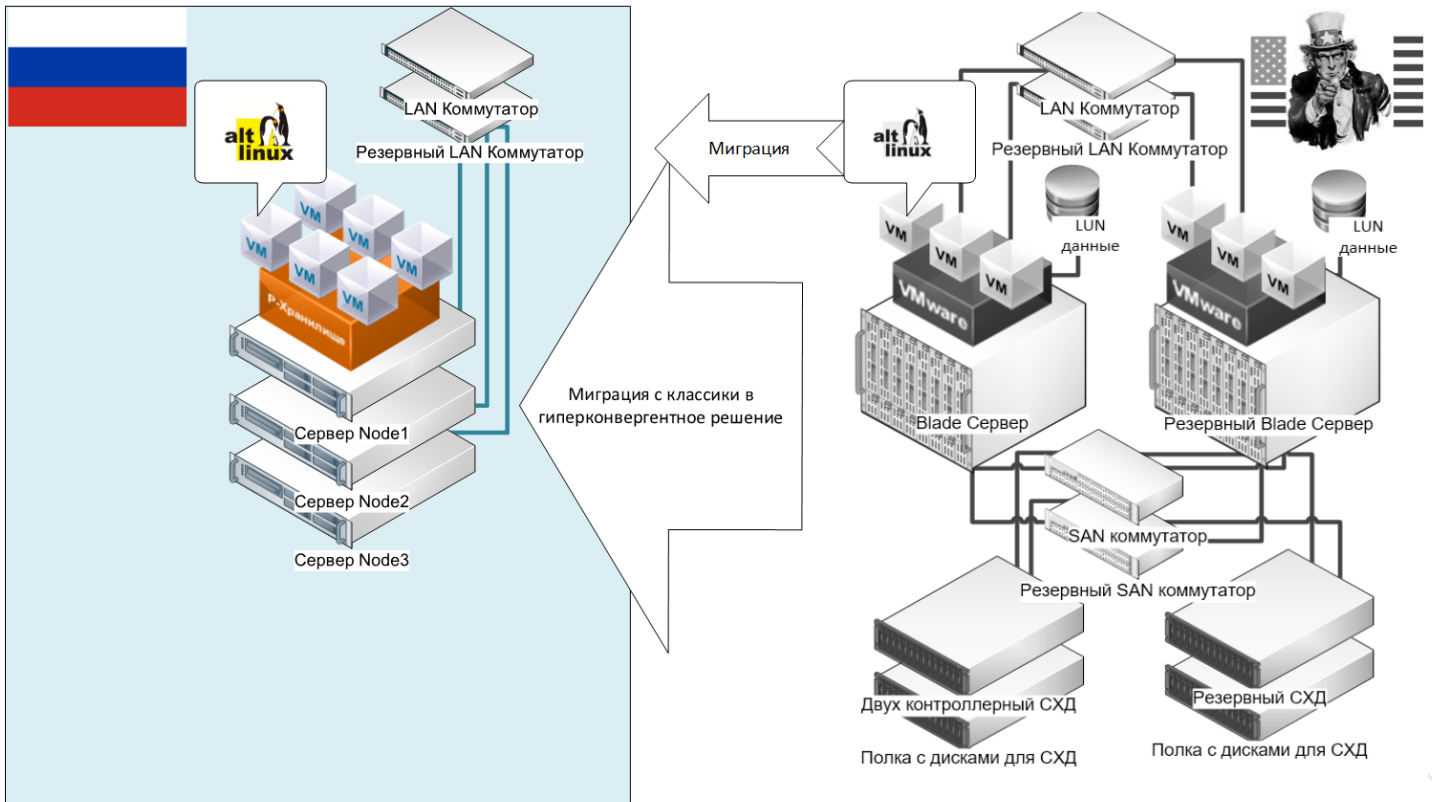 LAN Коммутатор
Резервный LAN Коммутатор
alt
linux
VM
VM
VM
VM
VM
VM
Р-Хранилище
Сервер Node1
Сервер Node2
Сервер Node3
Миграция
Миграция с классики в
гиперконвергентное решение
alt
linux
LAN Коммутатор
Резервный LAN Коммутатор
LUN
данные
LUN
данные
VM
VM
VM
VMware
VM
VM
VM
VMware
Blade Сервер
Резервный Blade Сервер
SAN коммутатор
Резервный SAN коммутатор
Двух контроллерный СХД
Полка с дисками для СХД
Резервный СХД
Полка с дисками для СХД